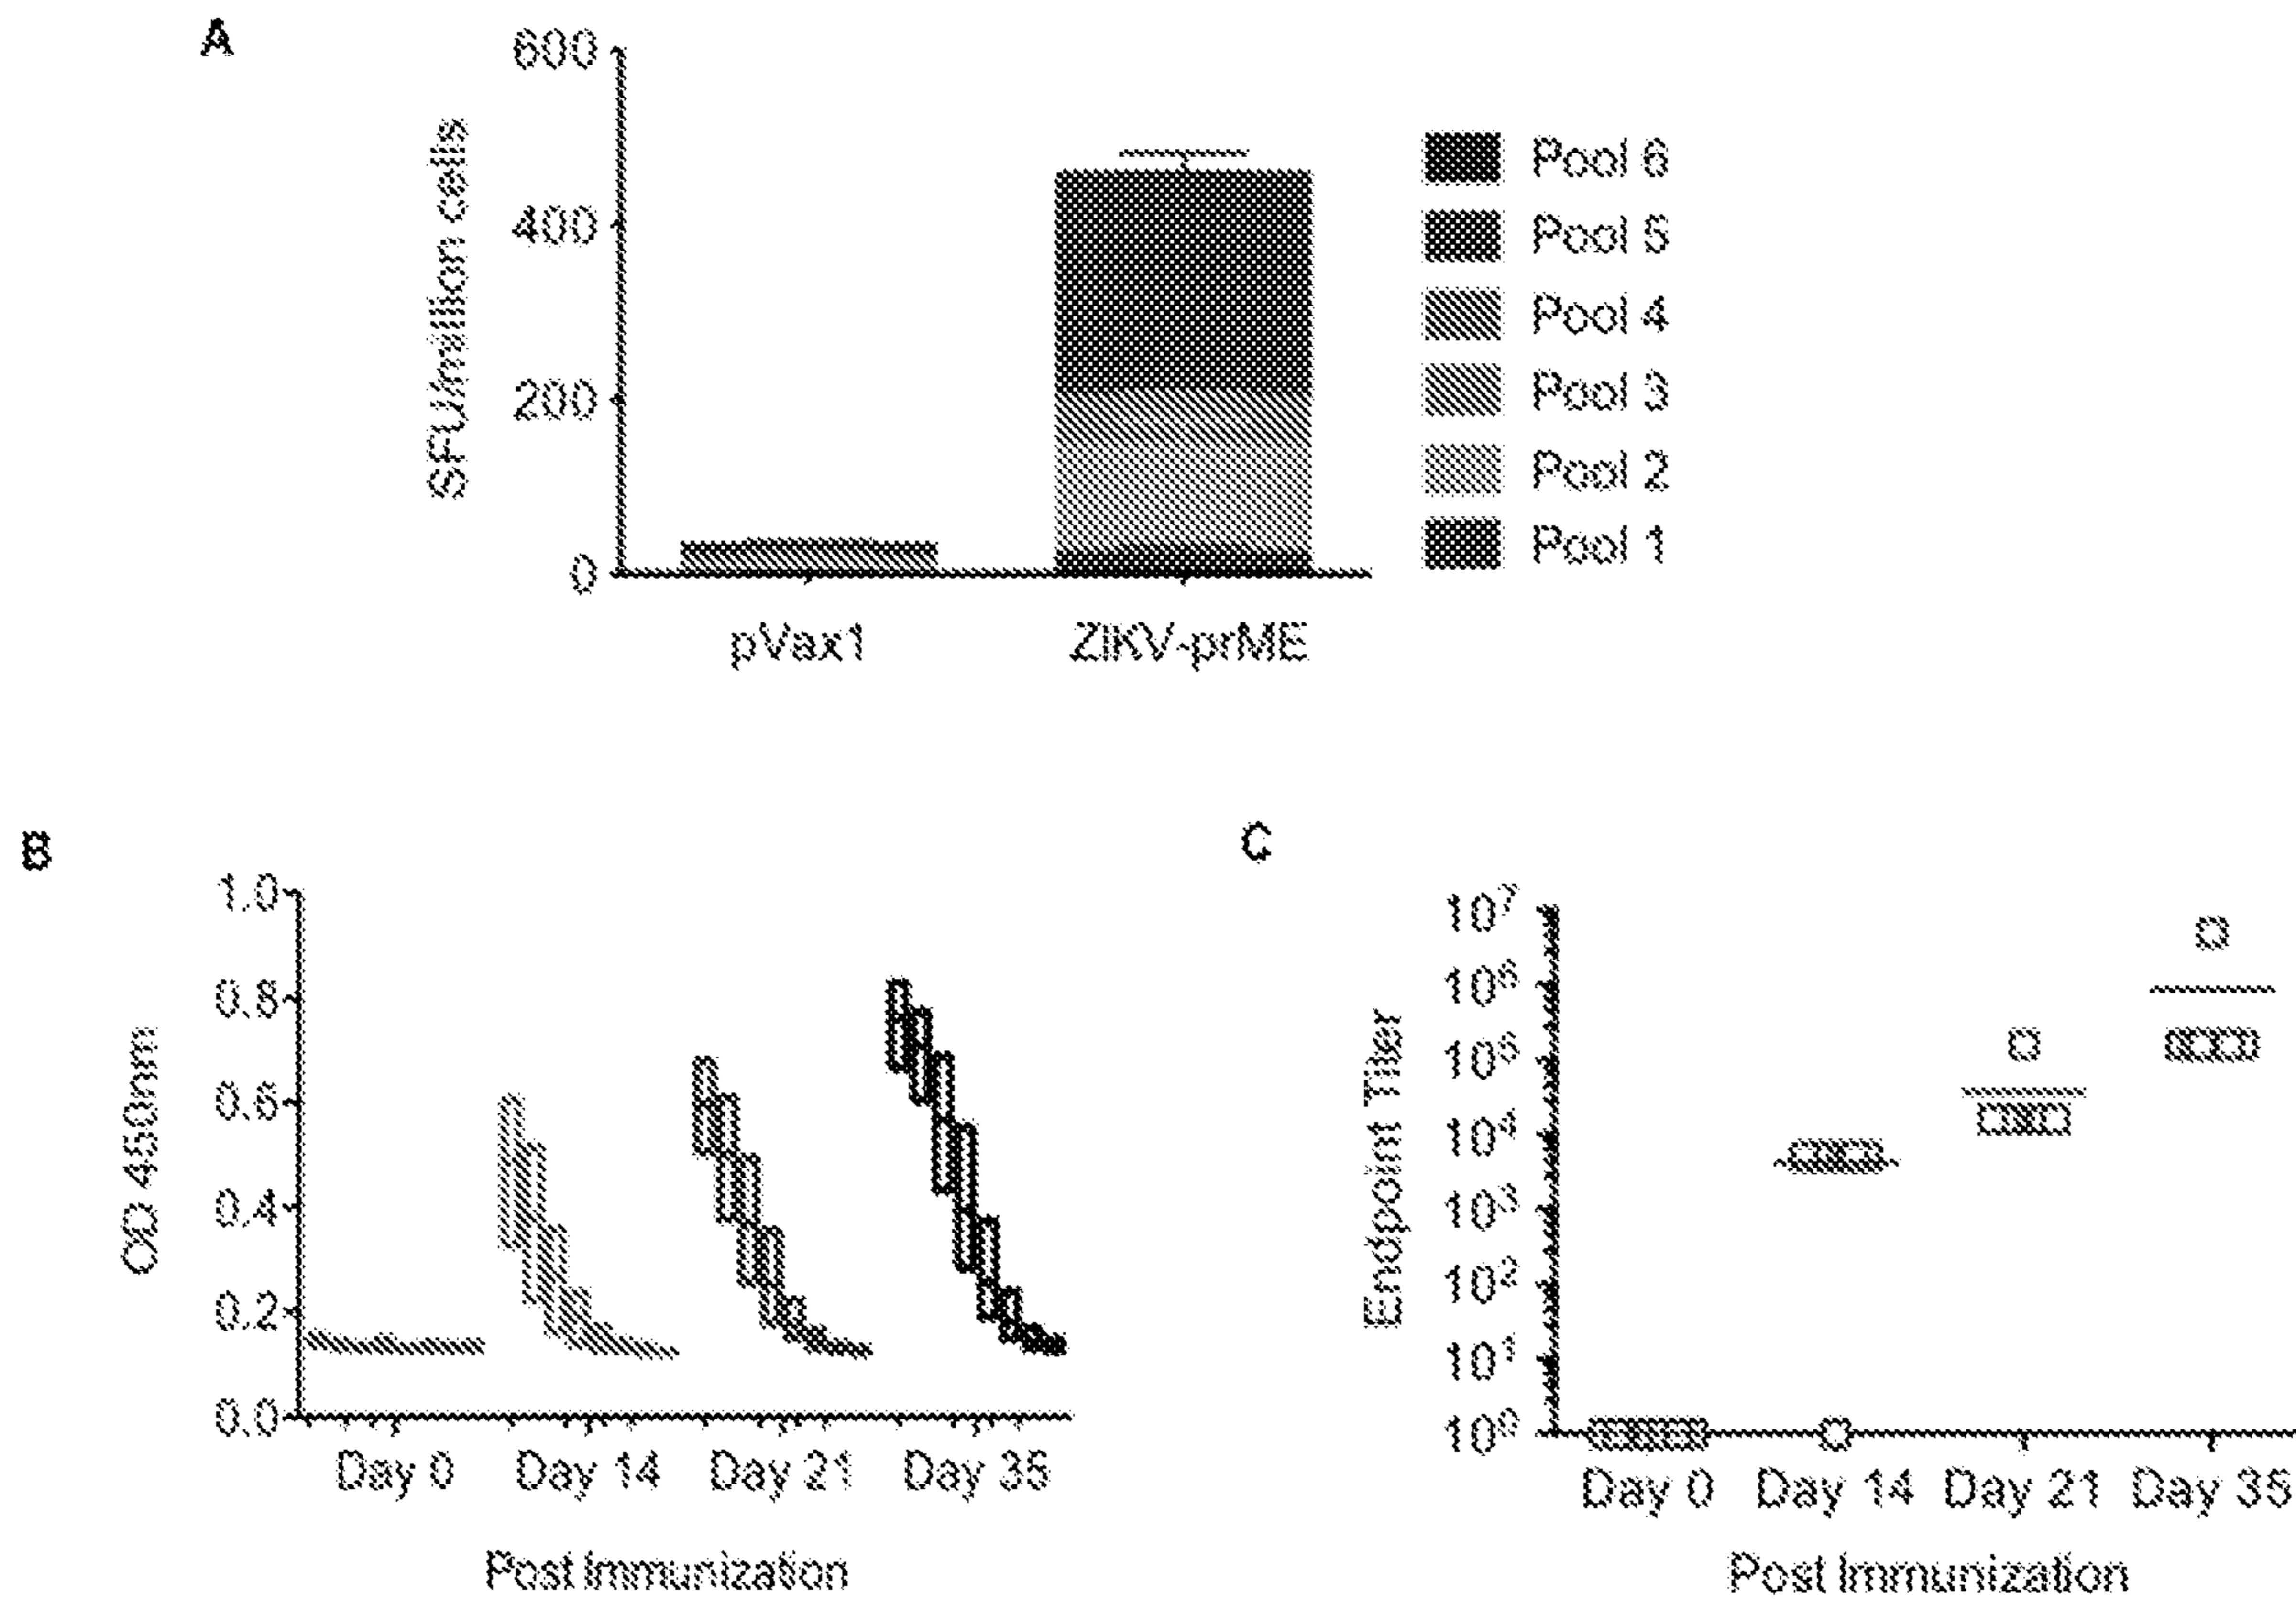 A
600
400
200
0
SFU/million cells
pVax1 ZIKV-prME
Pool 6
Pool 5
Pool 4
Pool 3
Pool 2
Pool 1
B
1.0
0.8
0.6
0.4
0.2
0.0
OD 450nm
Day 0 Day 14 Day 21 Day 35
Post Immunization
C
10⁷
10⁶
10⁵
10⁴
10³
10²
10¹
10⁰
Endpoint Titer
Day 0 Day 14 Day 21 Day 35
Post Immunization